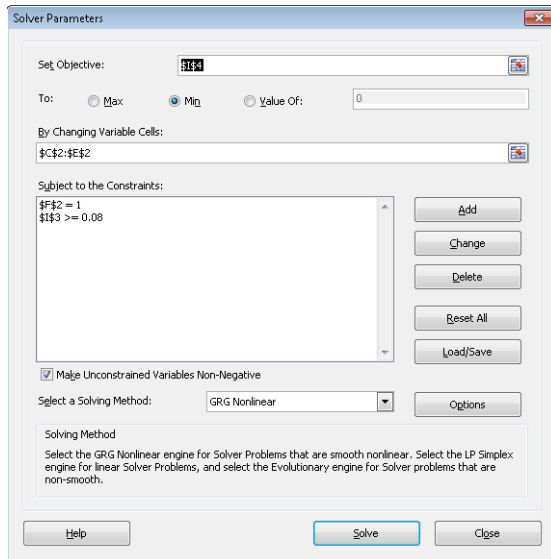 Solver Parameters
Set Objective: $I$4
To: Max Min Value Of: 0
By Changing Variable Cells:
$C$2:$E$2
Subject to the Constraints:
$F$2 = 1
$I$3 >= 0.08
Add
Change
Delete
Reset All
Load/Save
Make Unconstrained Variables Non-Negative
Select a Solving Method: GRG Nonlinear Options
Solving Method
Select the GRG Nonlinear engine for Solver Problems that are smooth nonlinear. Select the LP Simplex
engine for linear Solver Problems, and select the Evolutionary engine for Solver problems that are
non-smooth.
Help Solve Close